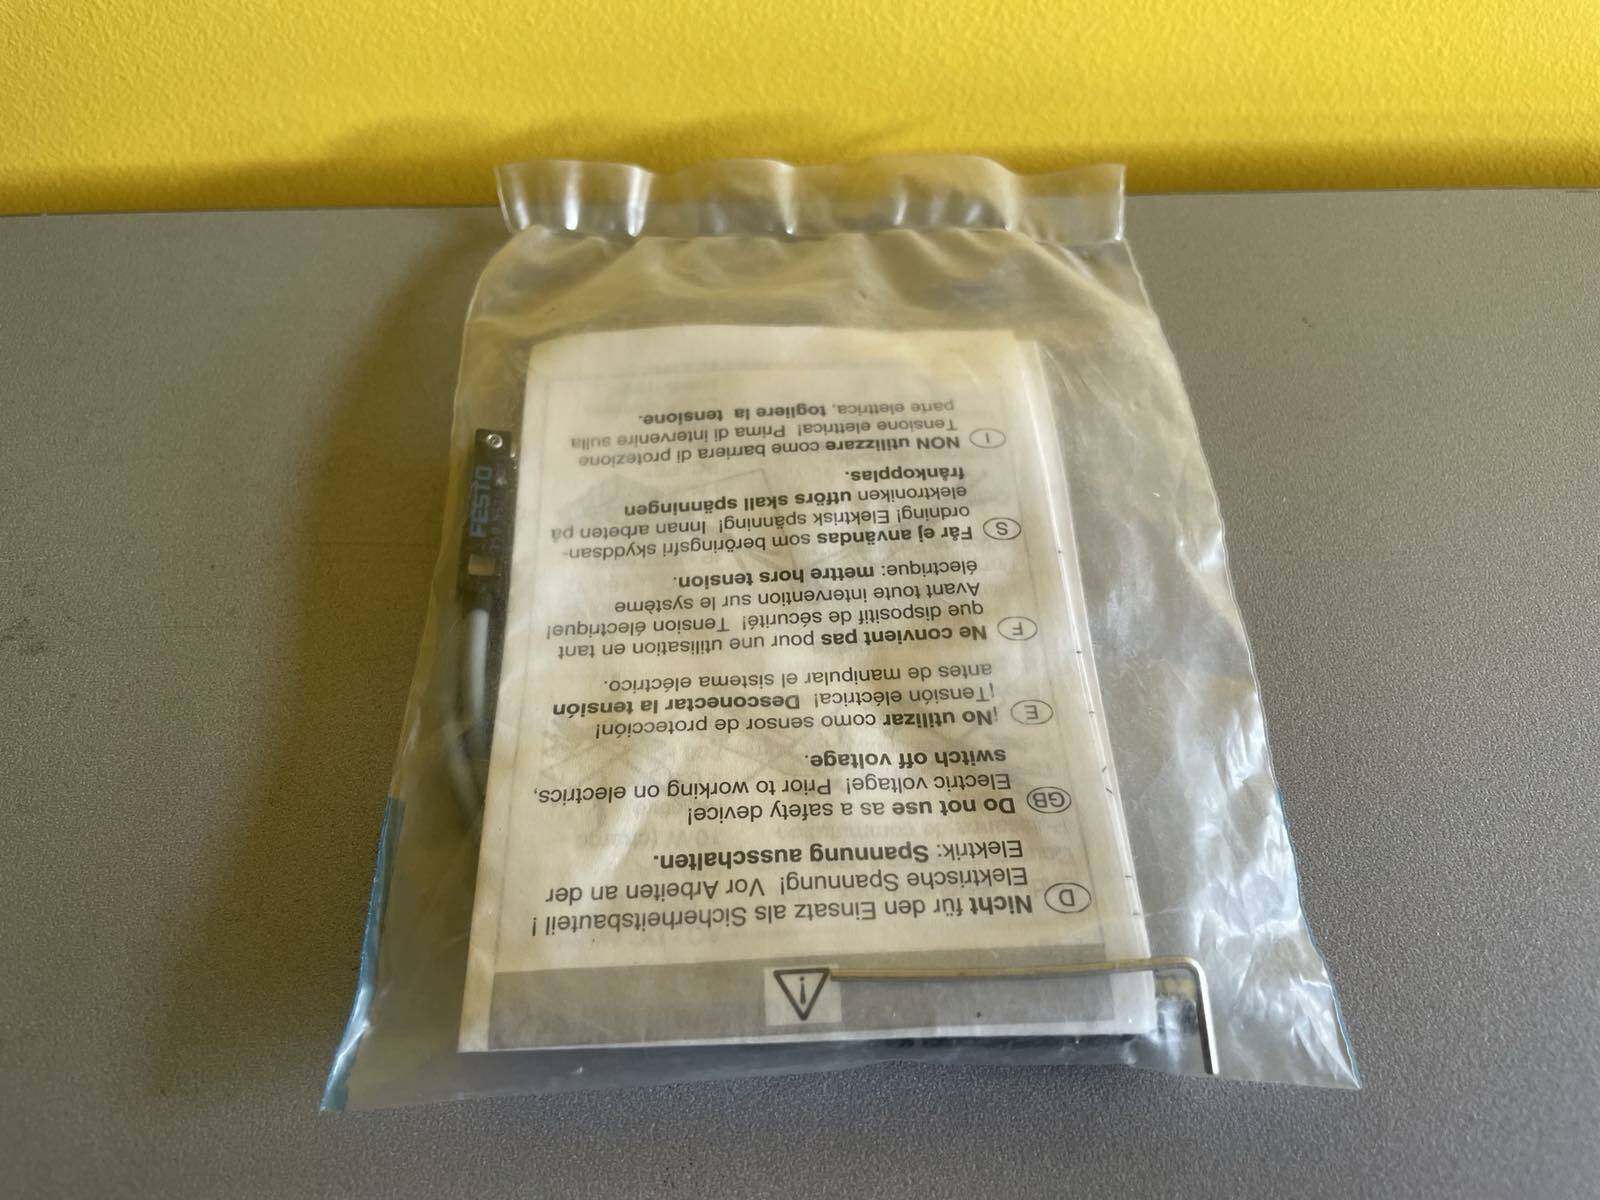 D
Nicht für den Einsatz als Sicherheitsbauteil !
Elektrische Spannung! Vor Arbeiten an der
Elektrik: Spannung ausschalten.
GB
Do not use as a safety device!
Electric voltage! Prior to working on electrics,
switch off voltage.
E
¡No utilizar como sensor de protección!
¡Tensión eléctrica! Desconectar la tensión
antes de manipular el sistema eléctrico.
F
Ne convient pas pour une utilisation en tant
que dispositif de sécurité! Tension électrique!
Avant toute intervention sur le système
électrique: mettre hors tension.
S
Får ej användas som beröringsfri skyddsan-
ordning! Elektrisk spänning! Innan arbeten på
elektroniken utförs skall spänningen
frånkopplas.
I
NON utilizzare come barriera di protezione
Tensione elettrica! Prima di intervenire sulla
parte elettrica, togliere la tensione.
FESTO